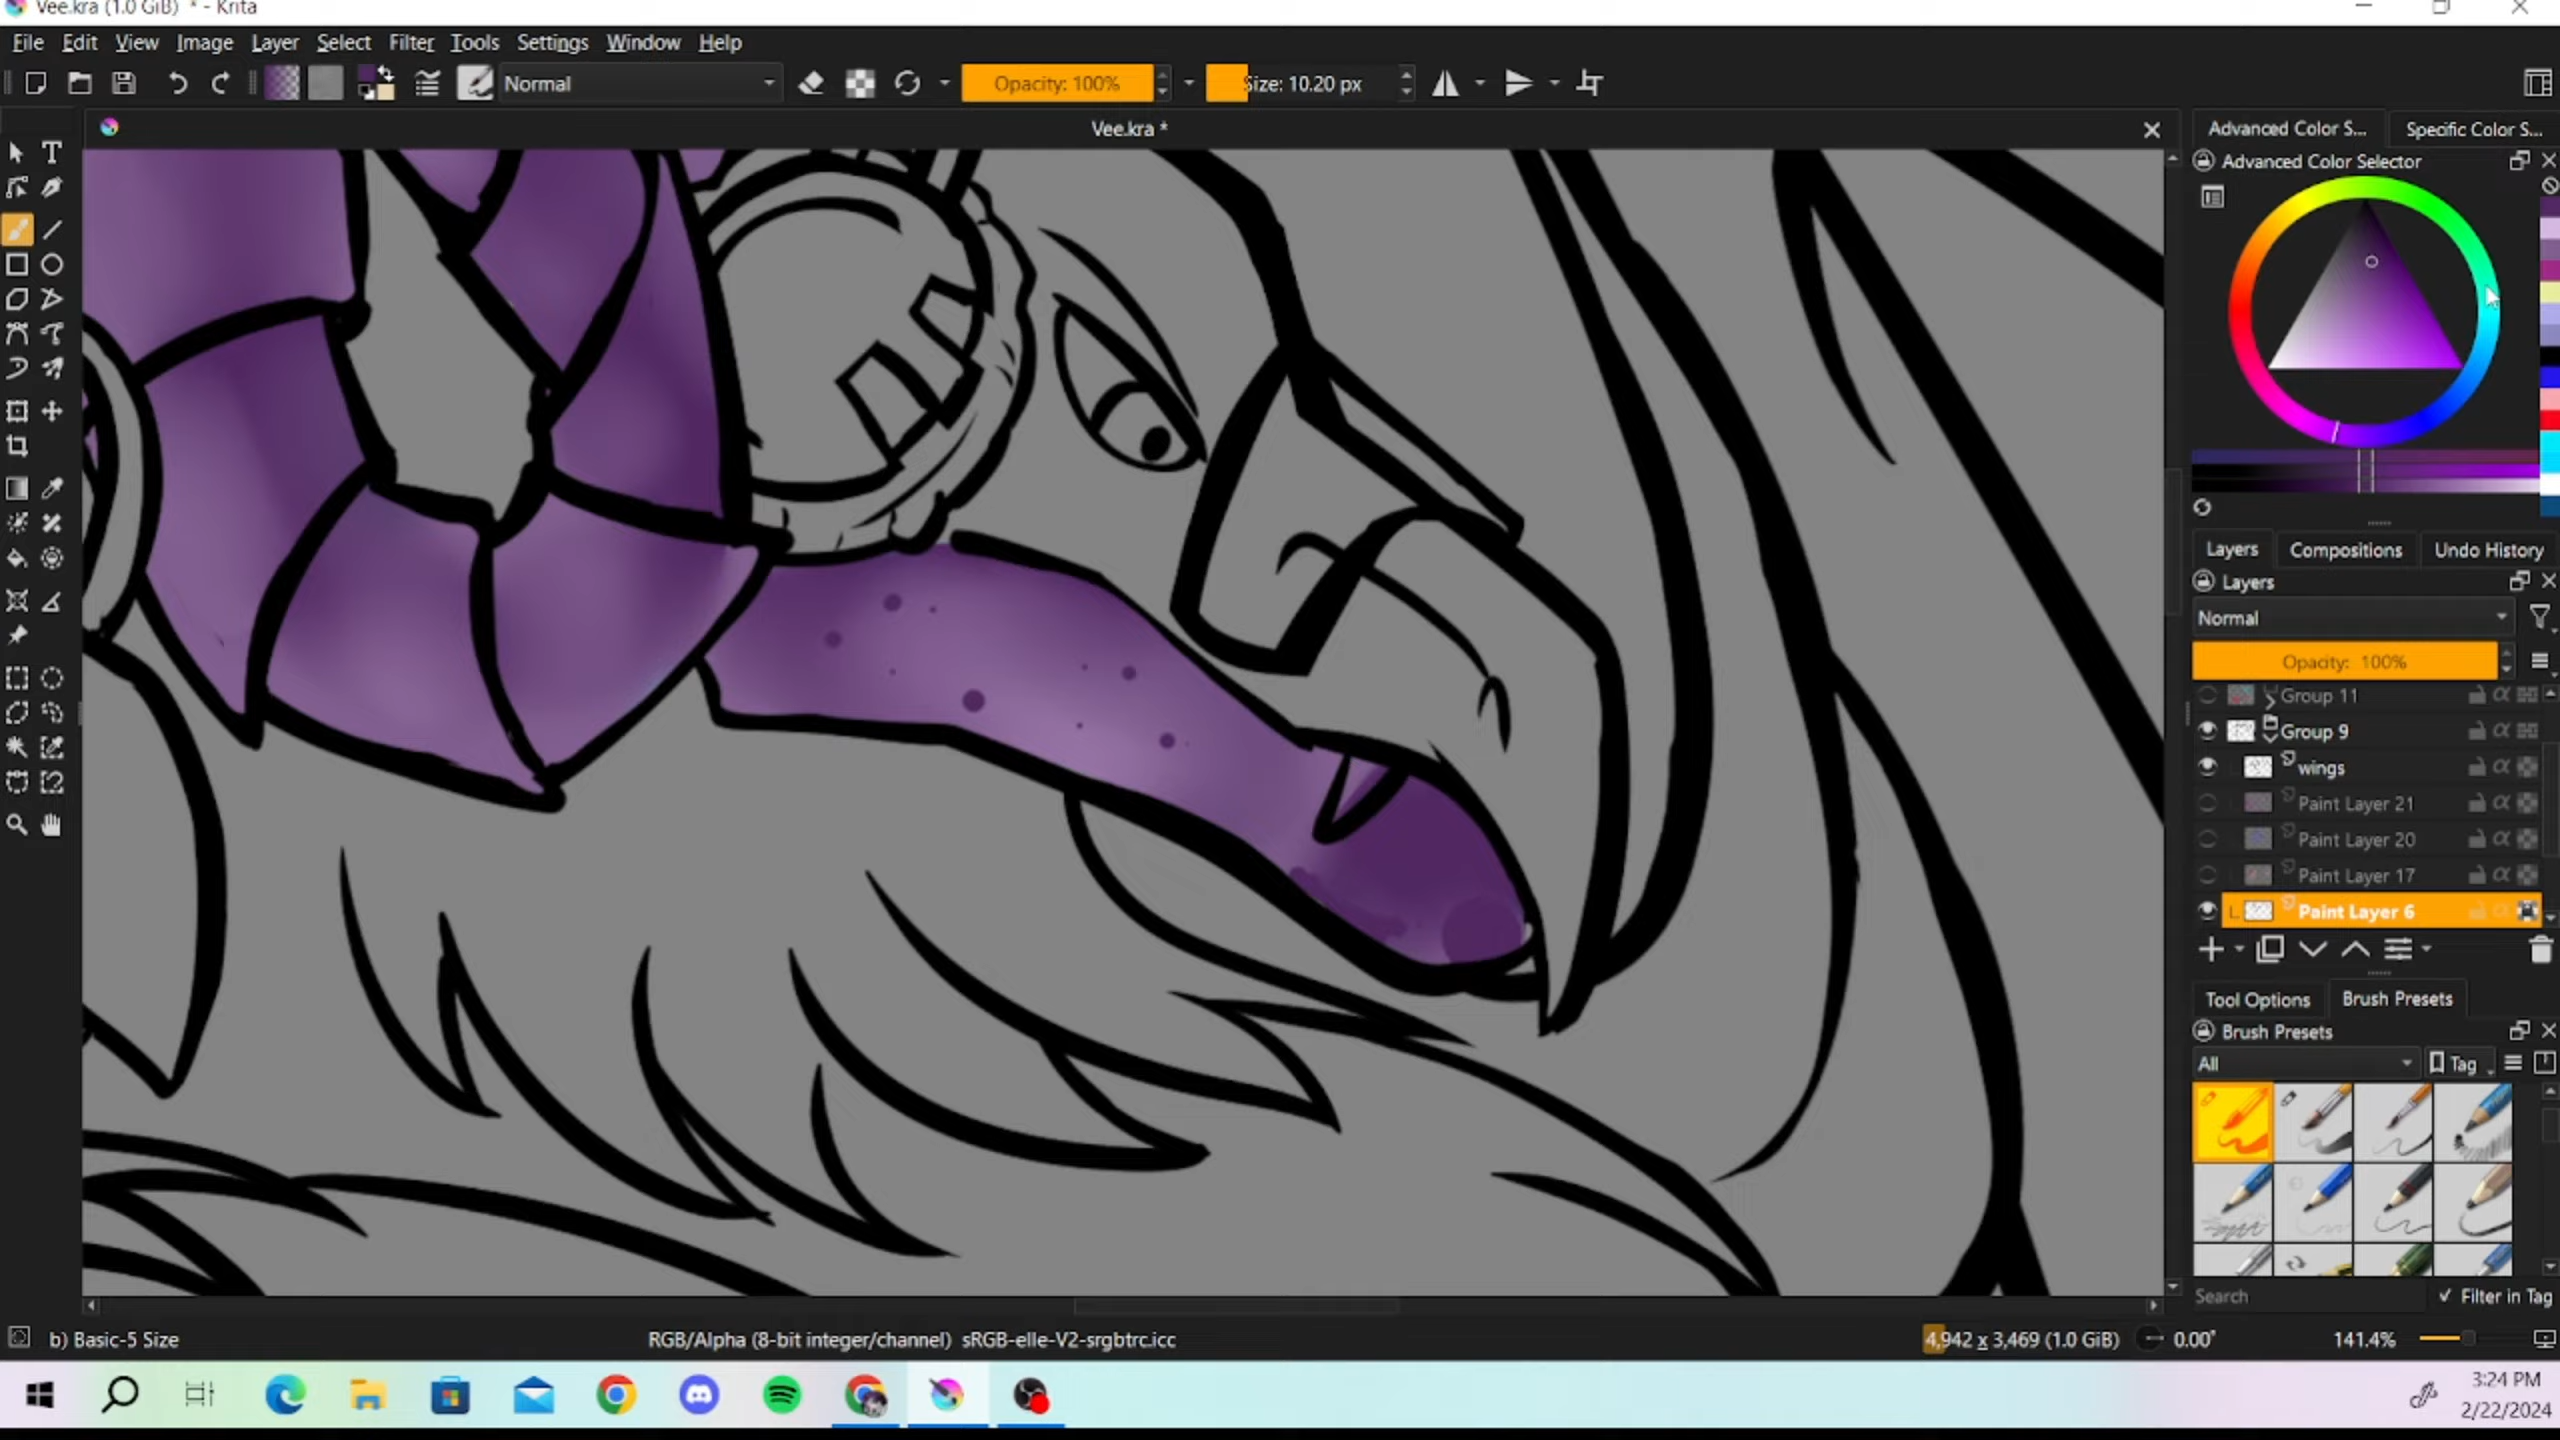 Vee.kra (1.0 GiB) * - Krita
File Edit View Image Layer Select Filter Tools Settings Window Help
Normal Opacity: 100% Size: 10.20 px
Vee.kra *
Advanced Color S... Specific Color S...
Advanced Color Selector
Layers Compositions Undo History
Layers
Normal
Opacity: 100%
Group 11
Group 9
wings
Paint Layer 21
Paint Layer 20
Paint Layer 17
Paint Layer 6
Tool Options Brush Presets
Brush Presets
All Tag
Search Filter in Tag
b) Basic-5 Size RGB/Alpha (8-bit integer/channel) sRGB-elle-V2-srgbtrc.icc 4,942 x 3,469 (1.0 GiB) 0.00° 141.4%
3:24 PM
2/22/2024